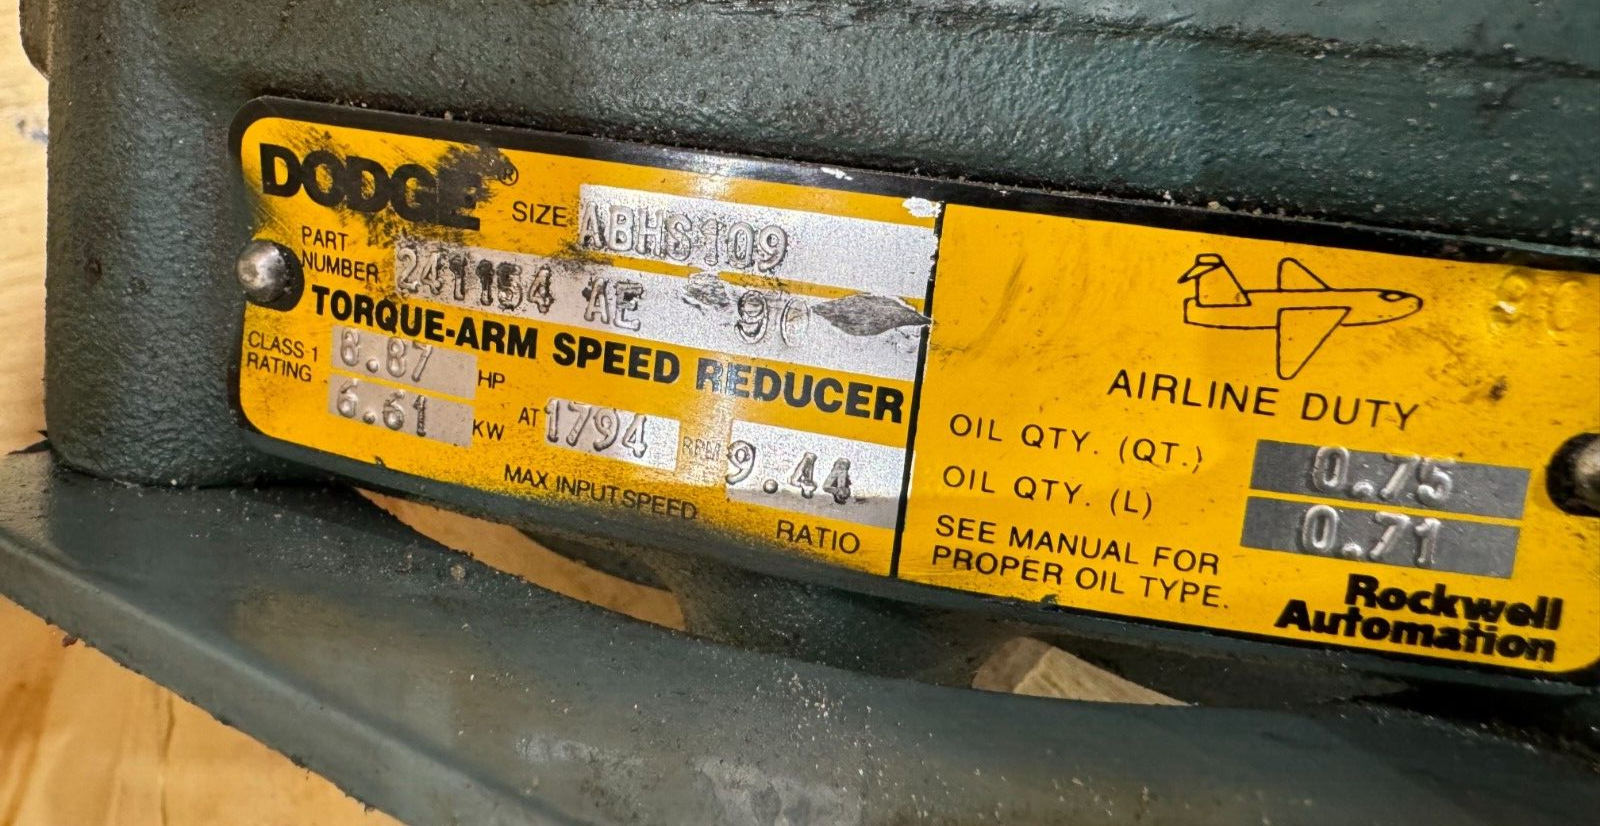 DODGE®
SIZE ABHS109
PART NUMBER 241154 AE
TORQUE-ARM SPEED REDUCER
CLASS-1 RATING 8.87 HP
6.61 KW AT 1794 RPM 9.44
MAX INPUT SPEED RATIO
AIRLINE DUTY
OIL QTY. (QT.) 0.75
OIL QTY. (L) 0.71
SEE MANUAL FOR
PROPER OIL TYPE.
Rockwell
Automation